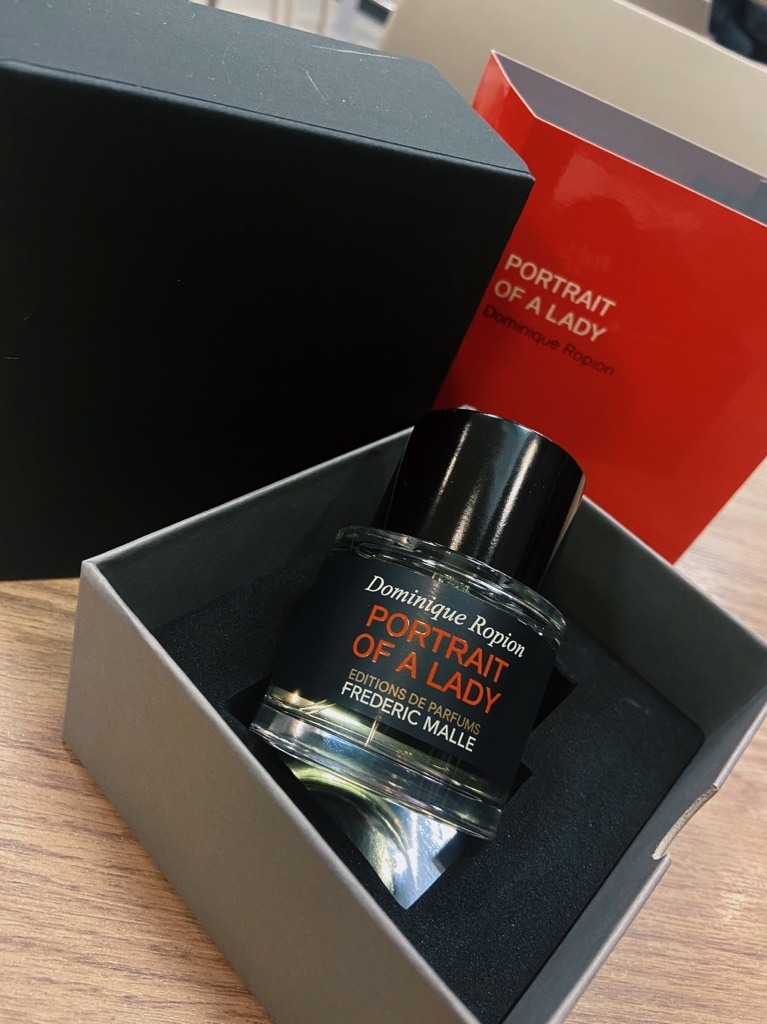 PORTRAIT
OF A LADY
Dominique Ropion
Dominique Ropion
PORTRAIT
OF A LADY
EDITIONS DE PARFUMS
FREDERIC MALLE